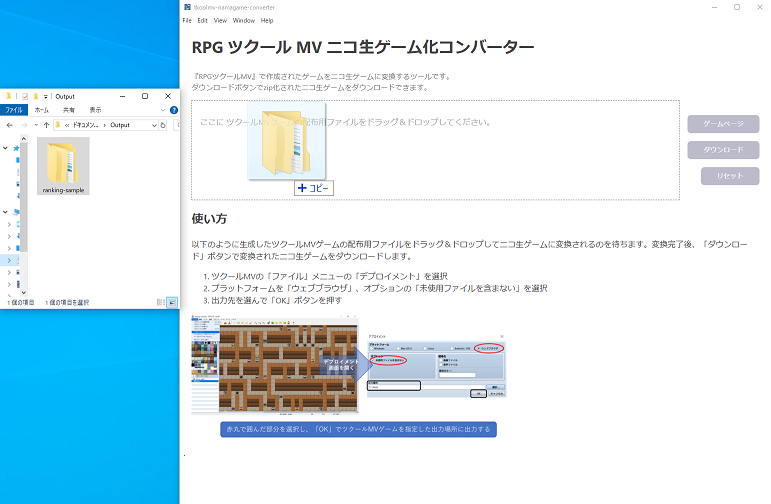 tkoolmv-namagame-converter
File Edit View Window Help
RPG ツクール MV ニコ生ゲーム化コンバーター
『RPGツクールMV』で作成されたゲームをニコ生ゲームに変換するツールです。
ダウンロードボタンでzip化されたニコ生ゲームをダウンロードできます。
Output
ファイル ホーム 共有 表示
« ドキュメン... › Output
ranking-sample
1 個の項目 1 個の項目を選択
ここに ツクールMV の配布用ファイルをドラッグ＆ドロップしてください。
コピー
ゲームページ
ダウンロード
リセット
使い方
以下のように生成したツクールMVゲームの配布用ファイルをドラッグ＆ドロップしてニコ生ゲームに変換されるのを待ちます。変換完了後、「ダウンロー
ド」ボタンで変換されたニコ生ゲームをダウンロードします。
1. ツクールMVの「ファイル」メニューの「デプロイメント」を選択
2. プラットフォームを「ウェブブラウザ」、オプションの「未使用ファイルを含まない」を選択
3. 出力先を選んで「OK」ボタンを押す
デプロイメント
画面を開く
デプロイメント
プラットフォーム
OK
赤丸で囲んだ部分を選択し、「OK」でツクールMVゲームを指定した出力場所に出力する